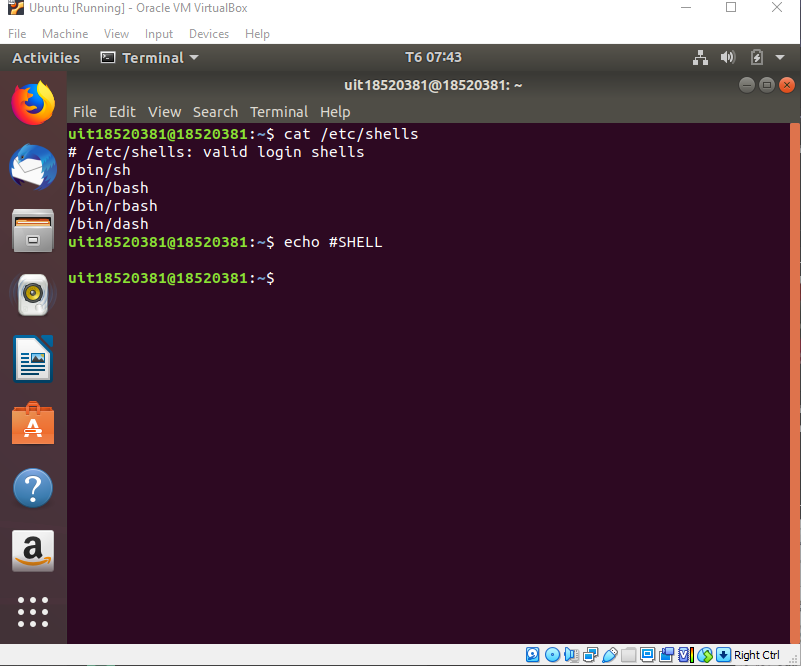 Ubuntu [Running] - Oracle VM VirtualBox
File Machine View Input Devices Help
Activities Terminal T6 07:43
uit18520381@18520381: ~
File Edit View Search Terminal Help
uit18520381@18520381:~$ cat /etc/shells
# /etc/shells: valid login shells
/bin/sh
/bin/bash
/bin/rbash
/bin/dash
uit18520381@18520381:~$ echo #SHELL
uit18520381@18520381:~$
Right Ctrl